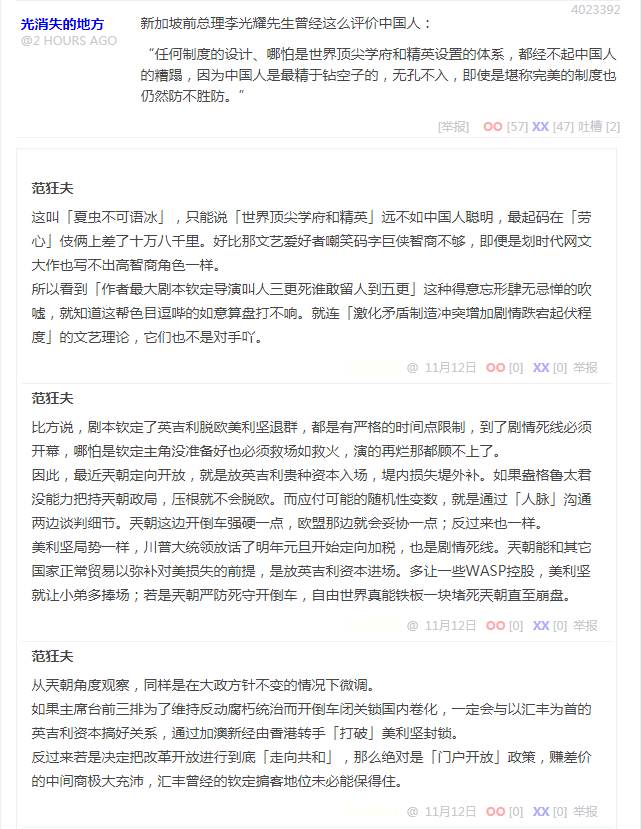 4023392
光消失的地方
@2 HOURS AGO
新加坡前总理李光耀先生曾经这么评价中国人：
“任何制度的设计、哪怕是世界顶尖学府和精英设置的体系，都经不起中国人
的糟蹋，因为中国人是最精于钻空子的，无孔不入，即使是堪称完美的制度也
仍然防不胜防。”
[举报] OO [57] XX [47] 吐槽 [2]
范狂夫
这叫「夏虫不可语冰」，只能说「世界顶尖学府和精英」远不如中国人聪明，最起码在「劳
心」伎俩上差了十万八千里。好比那文艺爱好者嘲笑码字巨侠智商不够，即便是划时代网文
大作也写不出高智商角色一样。
所以看到「作者最大剧本钦定导演叫人三更死谁敢留人到五更」这种得意忘形肆无忌惮的吹
嘘，就知道这帮色目逗哔的如意算盘打不响。就连「激化矛盾制造冲突增加剧情跌宕起伏程
度」的文艺理论，它们也不是对手吖。
@ 11月12日 OO [0] XX [0] 举报
范狂夫
比方说，剧本钦定了英吉利脱欧美利坚退群，都是有严格的时间点限制，到了剧情死线必须
开幕，哪怕是钦定主角没准备好也必须救场如救火，演的再烂那都顾不上了。
因此，最近天朝定向开放，就是放英吉利贵种资本入场，堤内损失堤外补。如果盎格鲁太君
没能力把持天朝政局，压根就不会脱欧。而应付可能的随机性变数，就是通过「人脉」沟通
两边谈判细节。天朝这边开倒车强硬一点，欧盟那边就会妥协一点；反过来也一样。
美利坚局势一样，川普大统领放话了明年元旦开始定向加税，也是剧情死线。天朝能和其它
国家正常贸易以弥补对美损失的前提，是放英吉利资本进场。多让一些WASP控股，美利坚
就让小弟多捧场；若是天朝严防死守开倒车，自由世界真能铁板一块堵死天朝直至崩盘。
@ 11月12日 OO [0] XX [0] 举报
范狂夫
从天朝角度观察，同样是在大政方针不变的情况下微调。
如果主席台前三排为了维持反动腐朽统治而开倒车闭关锁国内卷化，一定会与以汇丰为首的
英吉利资本搞好关系，通过加澳新经由香港转手「打破」美利坚封锁。
反过来若是决定把改革开放进行到底「走向共和」，那么绝对是「门户开放」政策，赚差价
的中间商极大充沛，汇丰曾经的钦定掮客地位未必能保得住。
@ 11月12日 OO [0] XX [0] 举报